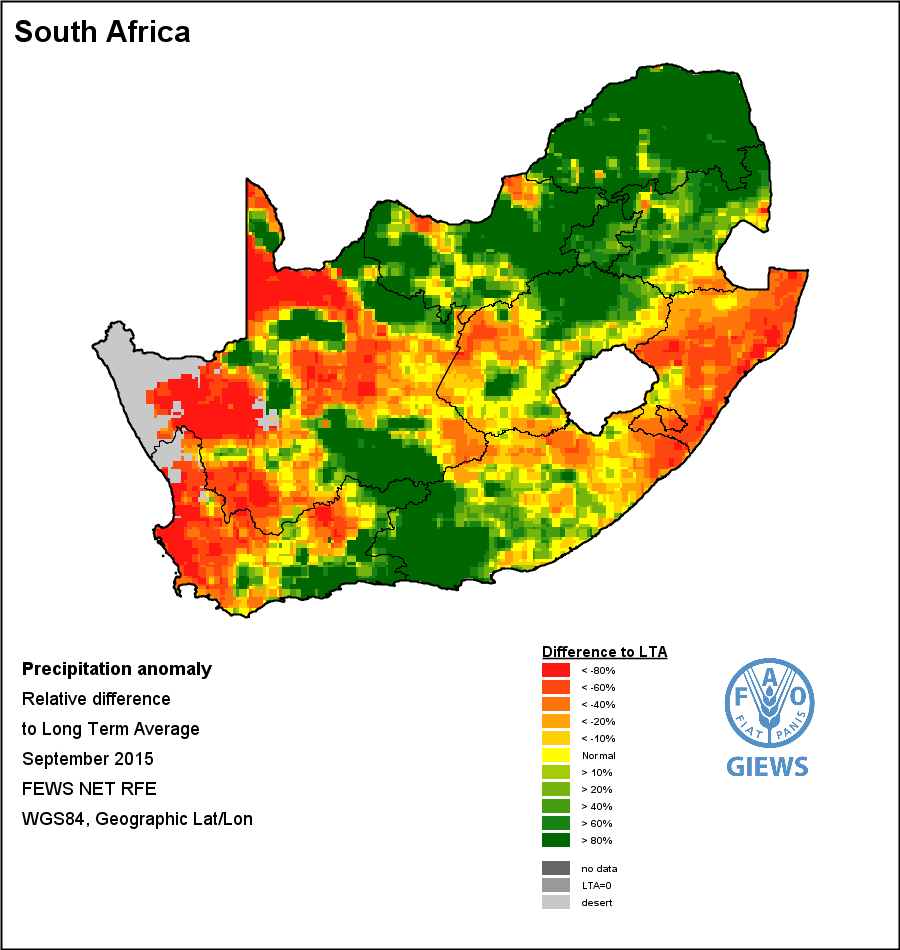 South Africa
Precipitation anomaly
Relative difference
to Long Term Average
September 2015
FEWS NET RFE
WGS84, Geographic Lat/Lon
Difference to LTA
< -80%
< -60%
< -40%
< -20%
< -10%
Normal
> 10%
> 20%
> 40%
> 60%
> 80%
no data
LTA=0
desert
FAO
FIAT PANIS
GIEWS